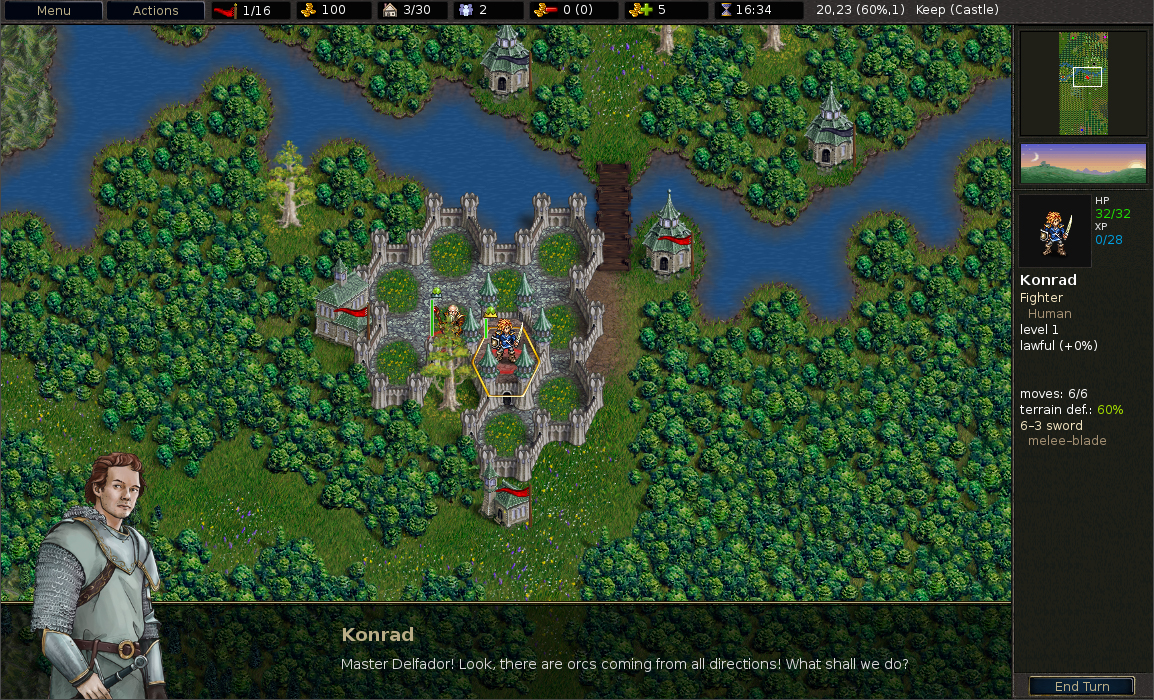 Menu Actions 1/16 100 3/30 2 0 (0) 5 16:34 20,23 (60%,1) Keep (Castle)
HP
32/32
XP
0/28
Konrad
Fighter
Human
level 1
lawful (+0%)
moves: 6/6
terrain def.: 60%
6–3 sword
melee–blade
Konrad
Master Delfador! Look, there are orcs coming from all directions! What shall we do?
End Turn